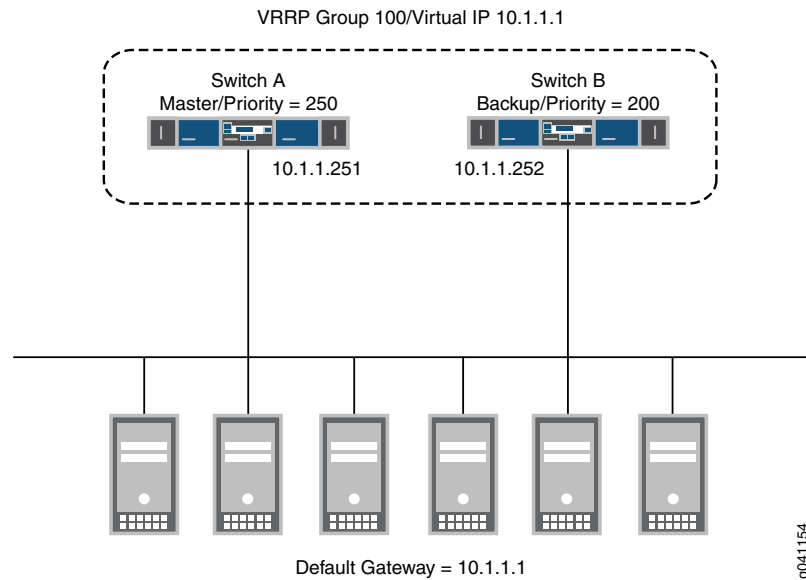 VRRP Group 100/Virtual IP 10.1.1.1
Switch A
Master/Priority = 250
Switch B
Backup/Priority = 200
10.1.1.251
10.1.1.252
Default Gateway = 10.1.1.1
g041154